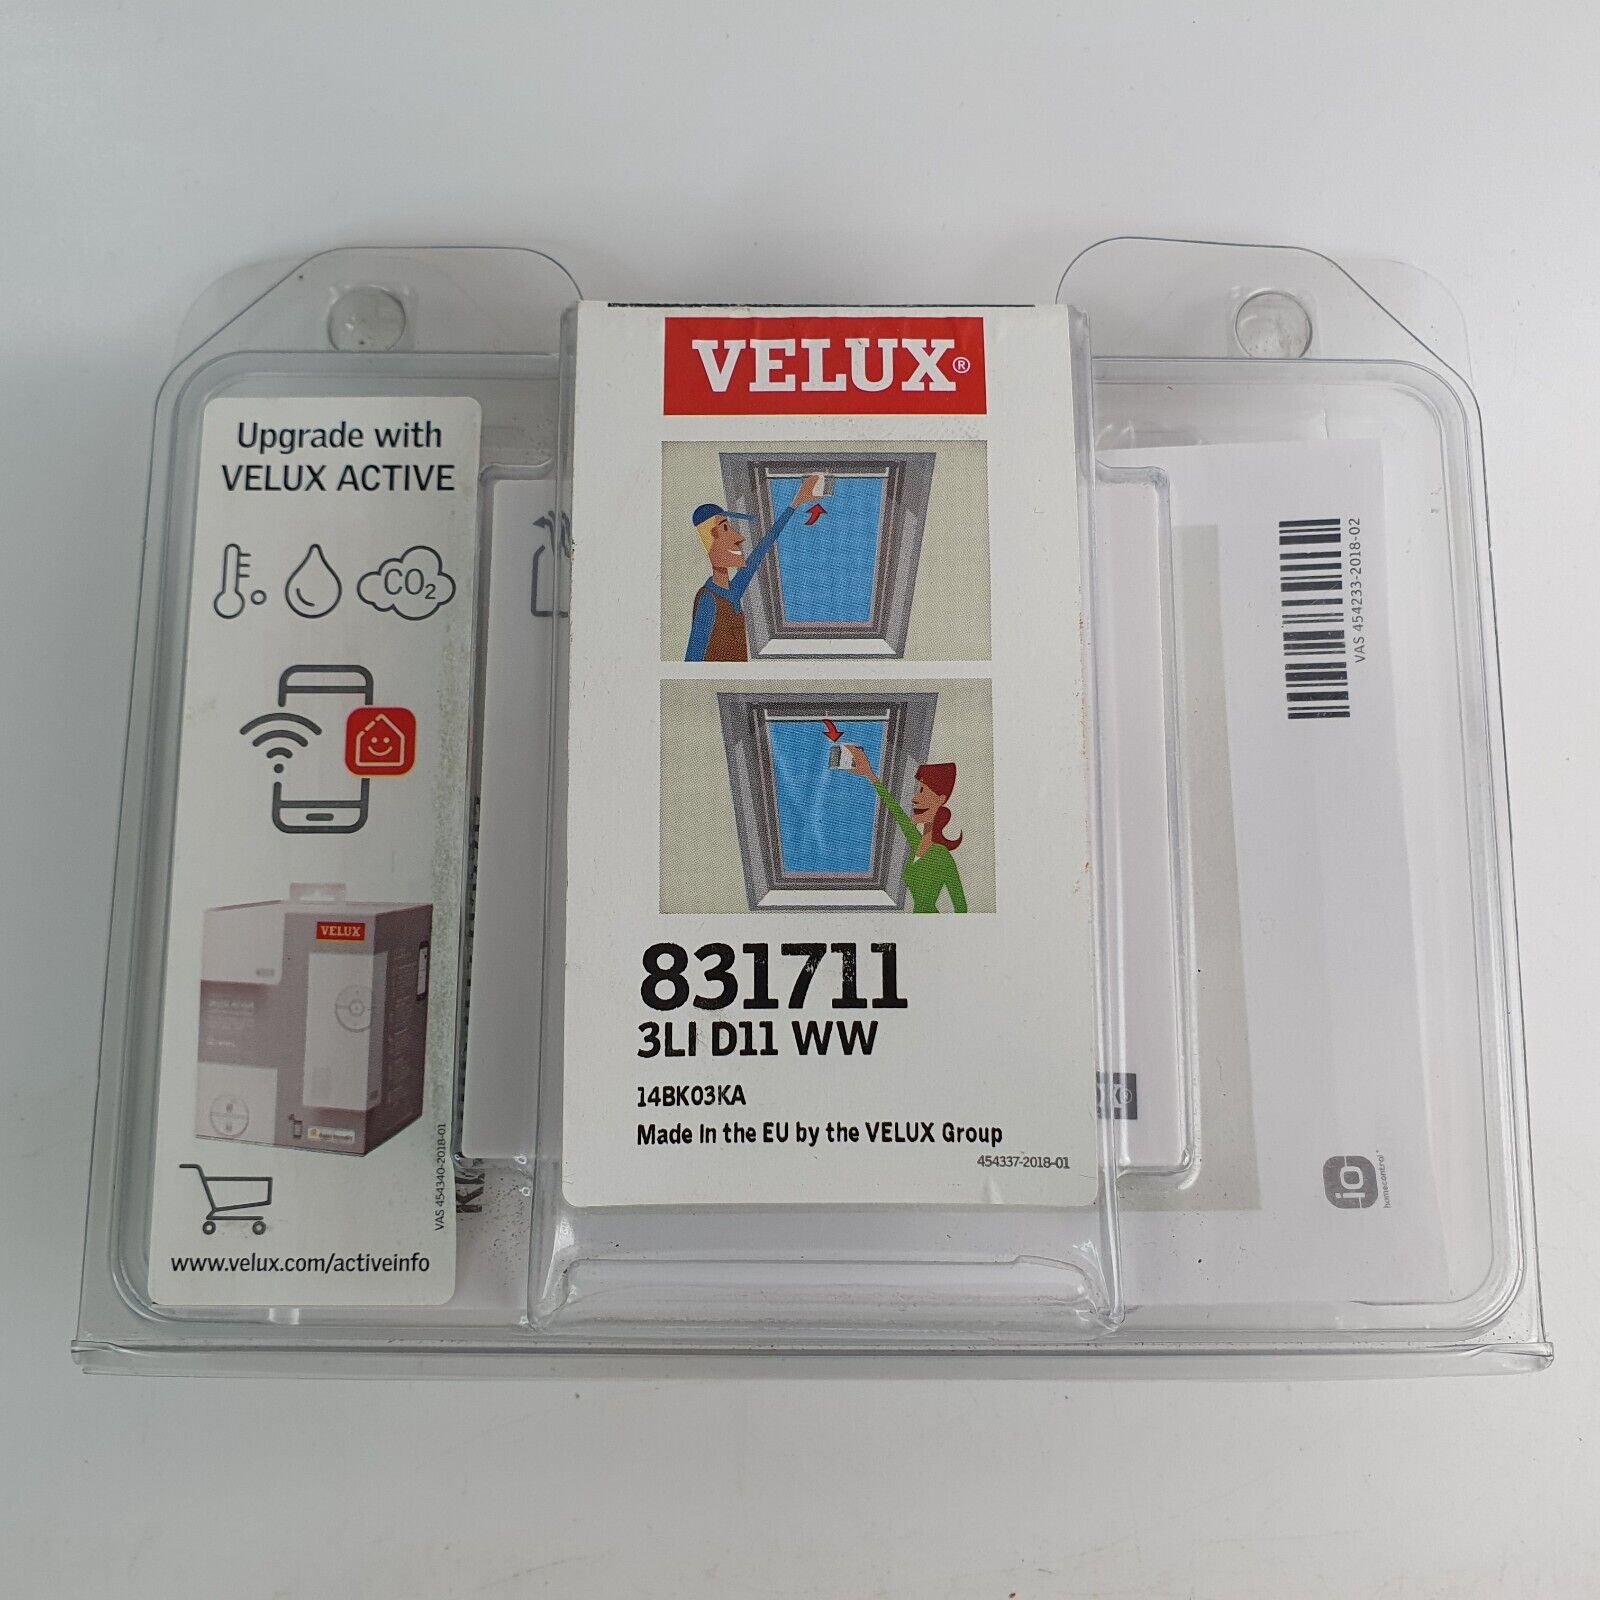 Upgrade with
VELUX ACTIVE
CO2
VELUX
VAS 454340-2018-01
www.velux.com/activeinfo
VELUX®
831711
3LI D11 WW
14BK03KA
Made In the EU by the VELUX Group
454337-2018-01
VAS 454233-2018-02
io
homecontrol